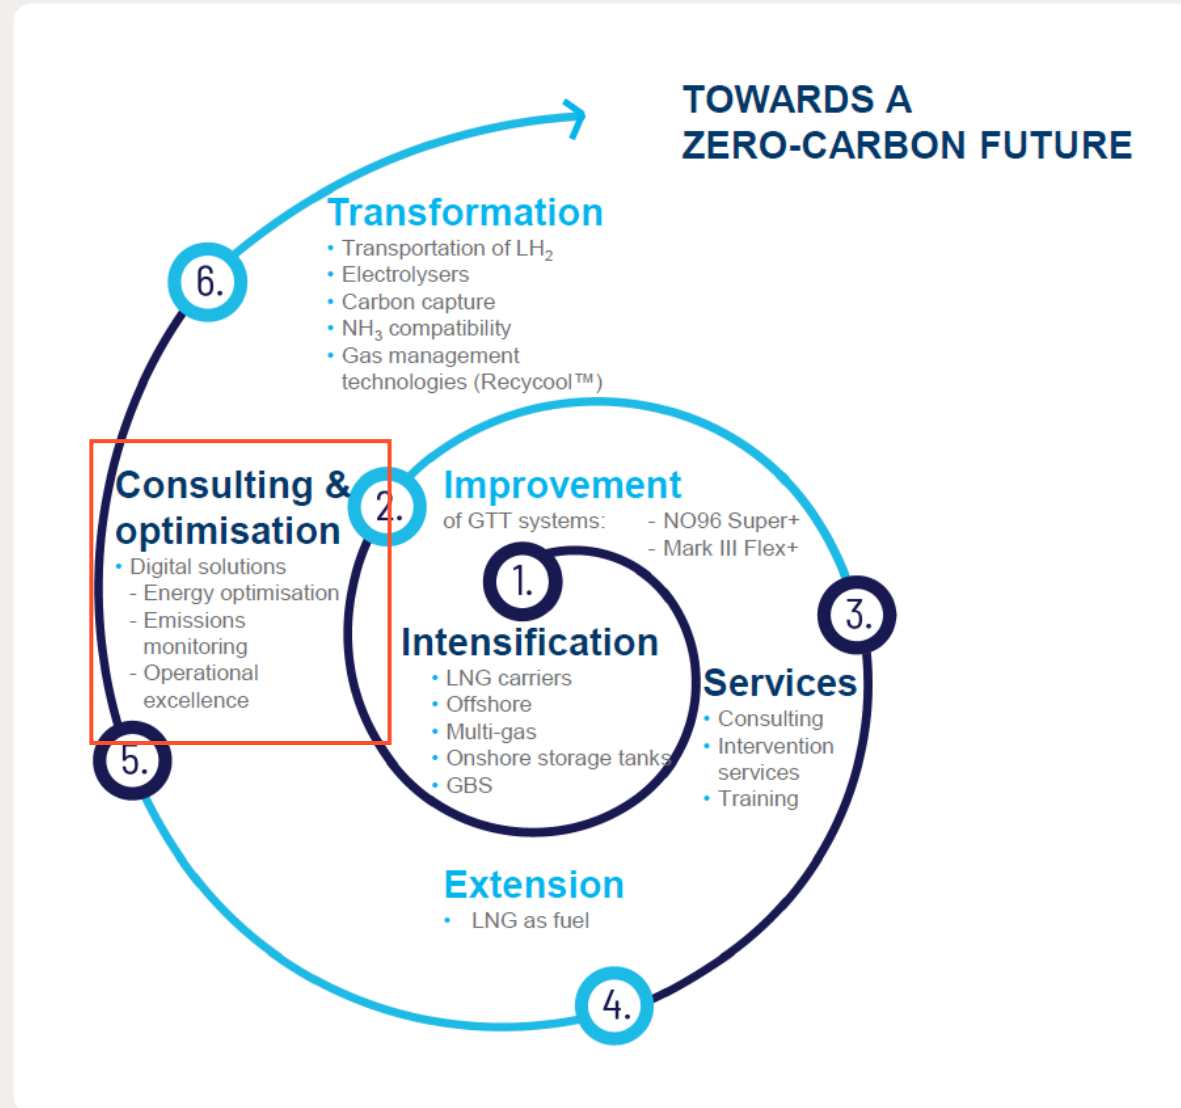 TOWARDS A
ZERO-CARBON FUTURE
Transformation
• Transportation of LH₂
• Electrolysers
• Carbon capture
• NH₃ compatibility
• Gas management
technologies (Recycool™)
6.
Consulting &
optimisation
• Digital solutions
- Energy optimisation
- Emissions
monitoring
- Operational
excellence
5.
2.
Improvement
of GTT systems:
- NO96 Super+
- Mark III Flex+
1.
Intensification
• LNG carriers
• Offshore
• Multi-gas
• Onshore storage tanks
• GBS
3.
Services
• Consulting
• Intervention
services
• Training
Extension
• LNG as fuel
4.